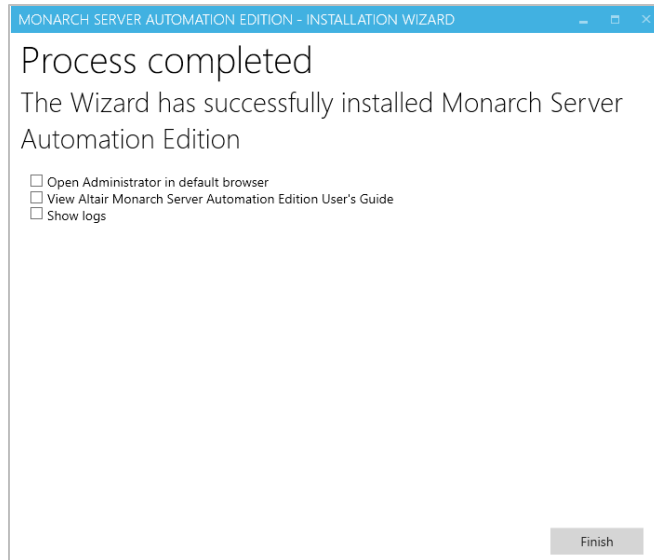 MONARCH SERVER AUTOMATION EDITION - INSTALLATION WIZARD
Process completed
The Wizard has successfully installed Monarch Server
Automation Edition
Open Administrator in default browser
View Altair Monarch Server Automation Edition User's Guide
Show logs
Finish